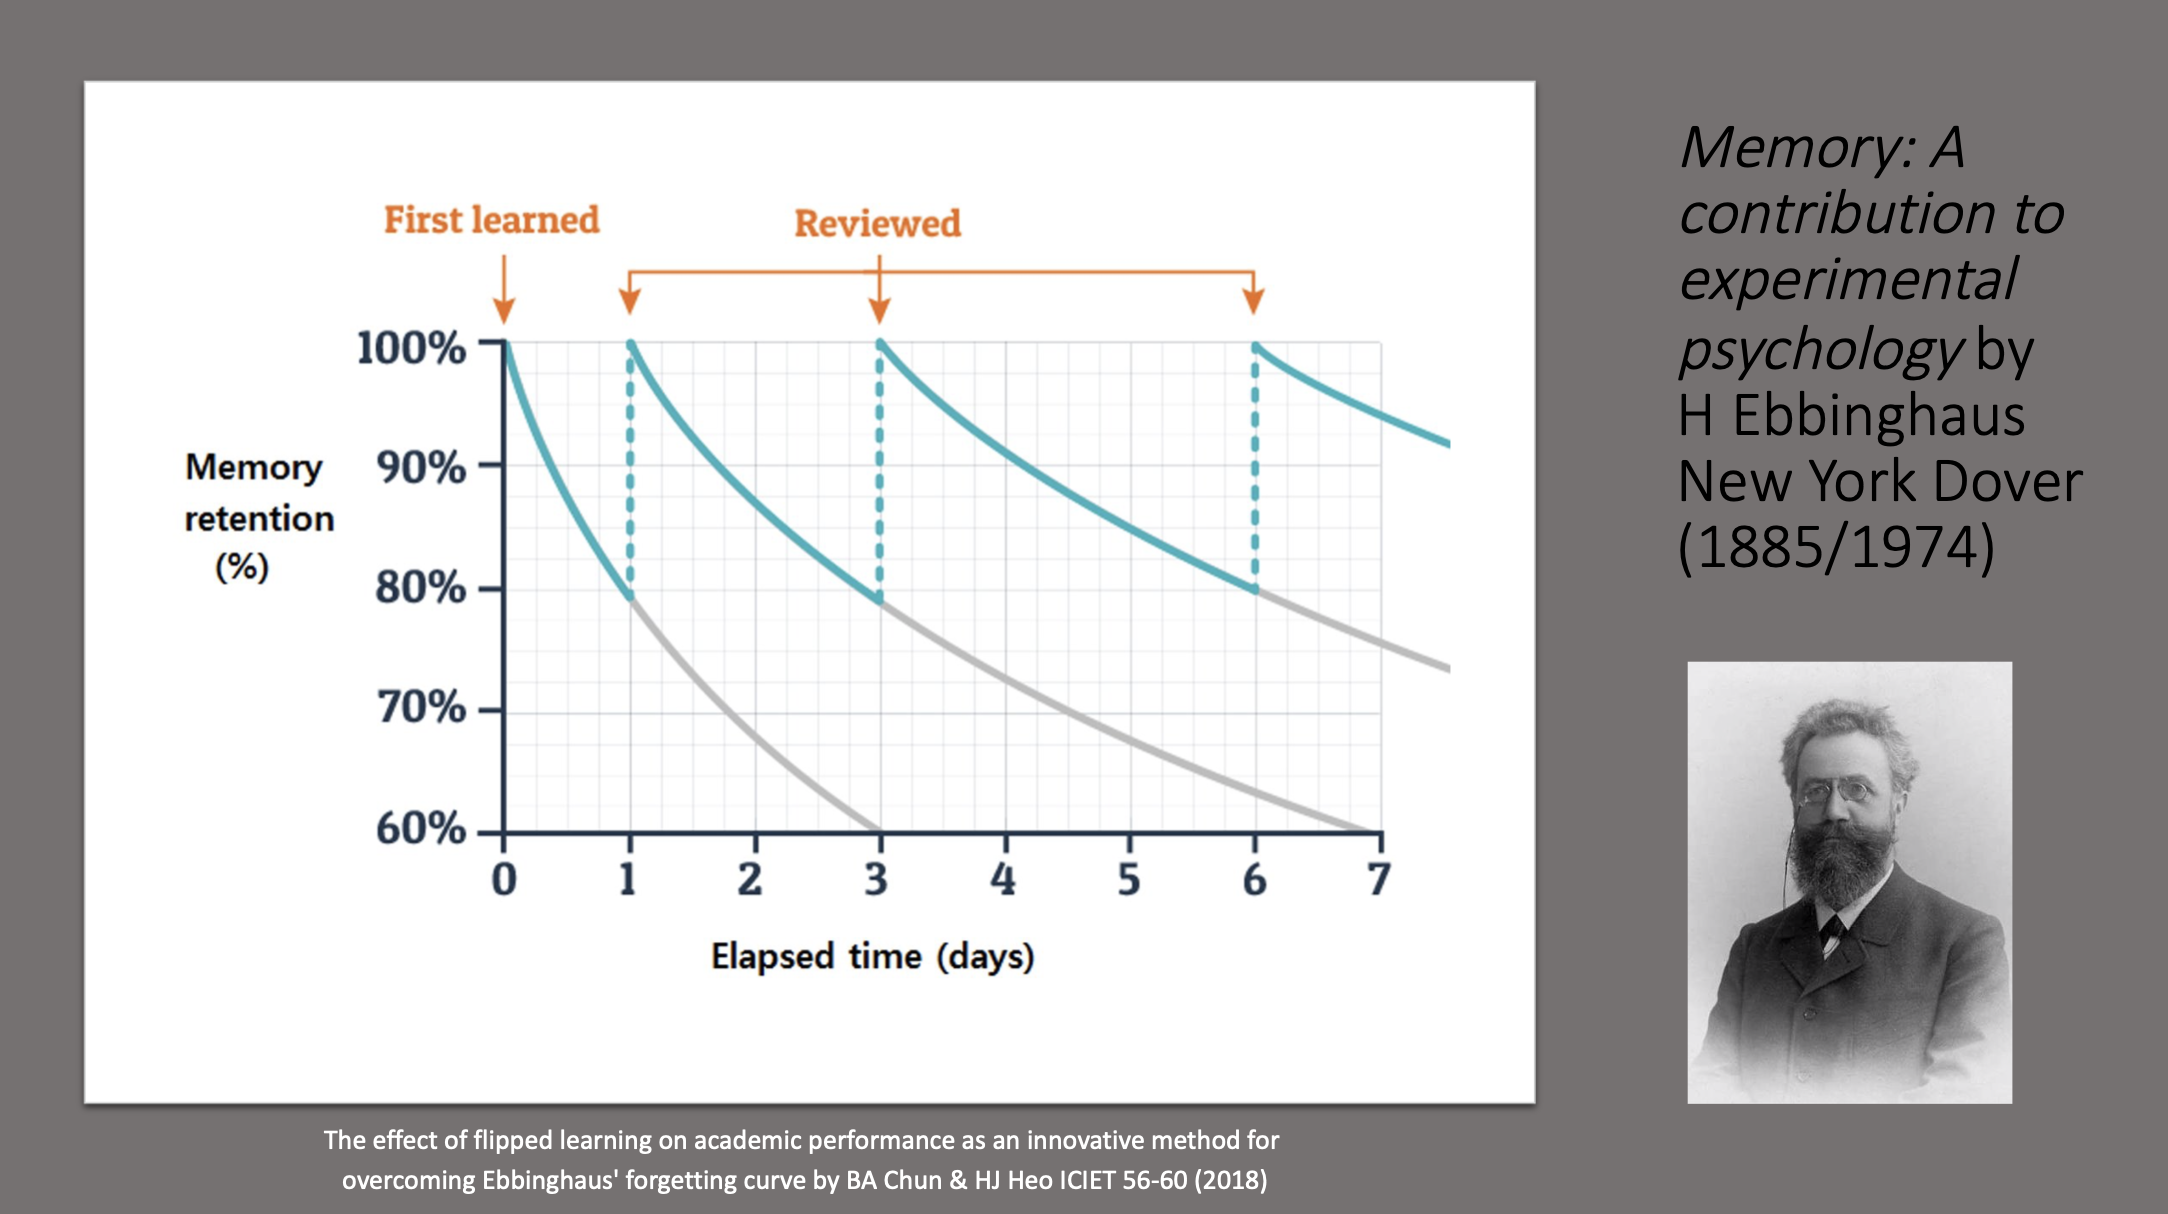 First learned
Reviewed
100%
90%
80%
70%
60%
Memory
retention
(%)
0 1 2 3 4 5 6 7
Elapsed time (days)
The effect of flipped learning on academic performance as an innovative method for
overcoming Ebbinghaus' forgetting curve by BA Chun & HJ Heo ICIET 56-60 (2018)
Memory: A
contribution to
experimental
psychology by
H Ebbinghaus
New York Dover
(1885/1974)